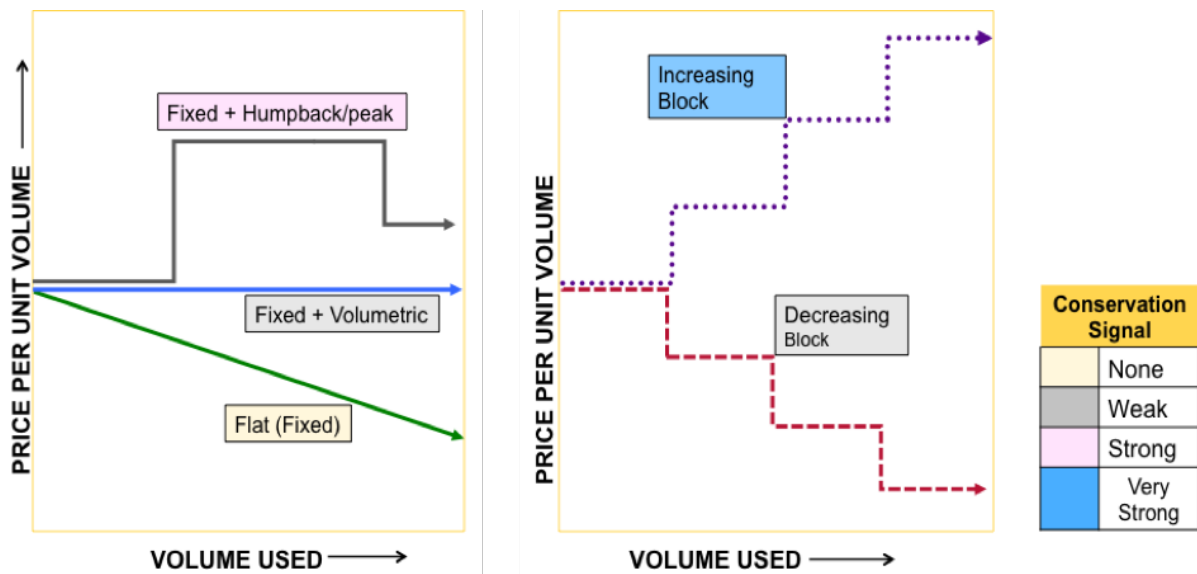 PRICE PER UNIT VOLUME
Fixed + Humpback/peak
Fixed + Volumetric
Flat (Fixed)
VOLUME USED
PRICE PER UNIT VOLUME
Increasing
Block
Decreasing
Block
VOLUME USED
Conservation
Signal
None
Weak
Strong
Very
Strong